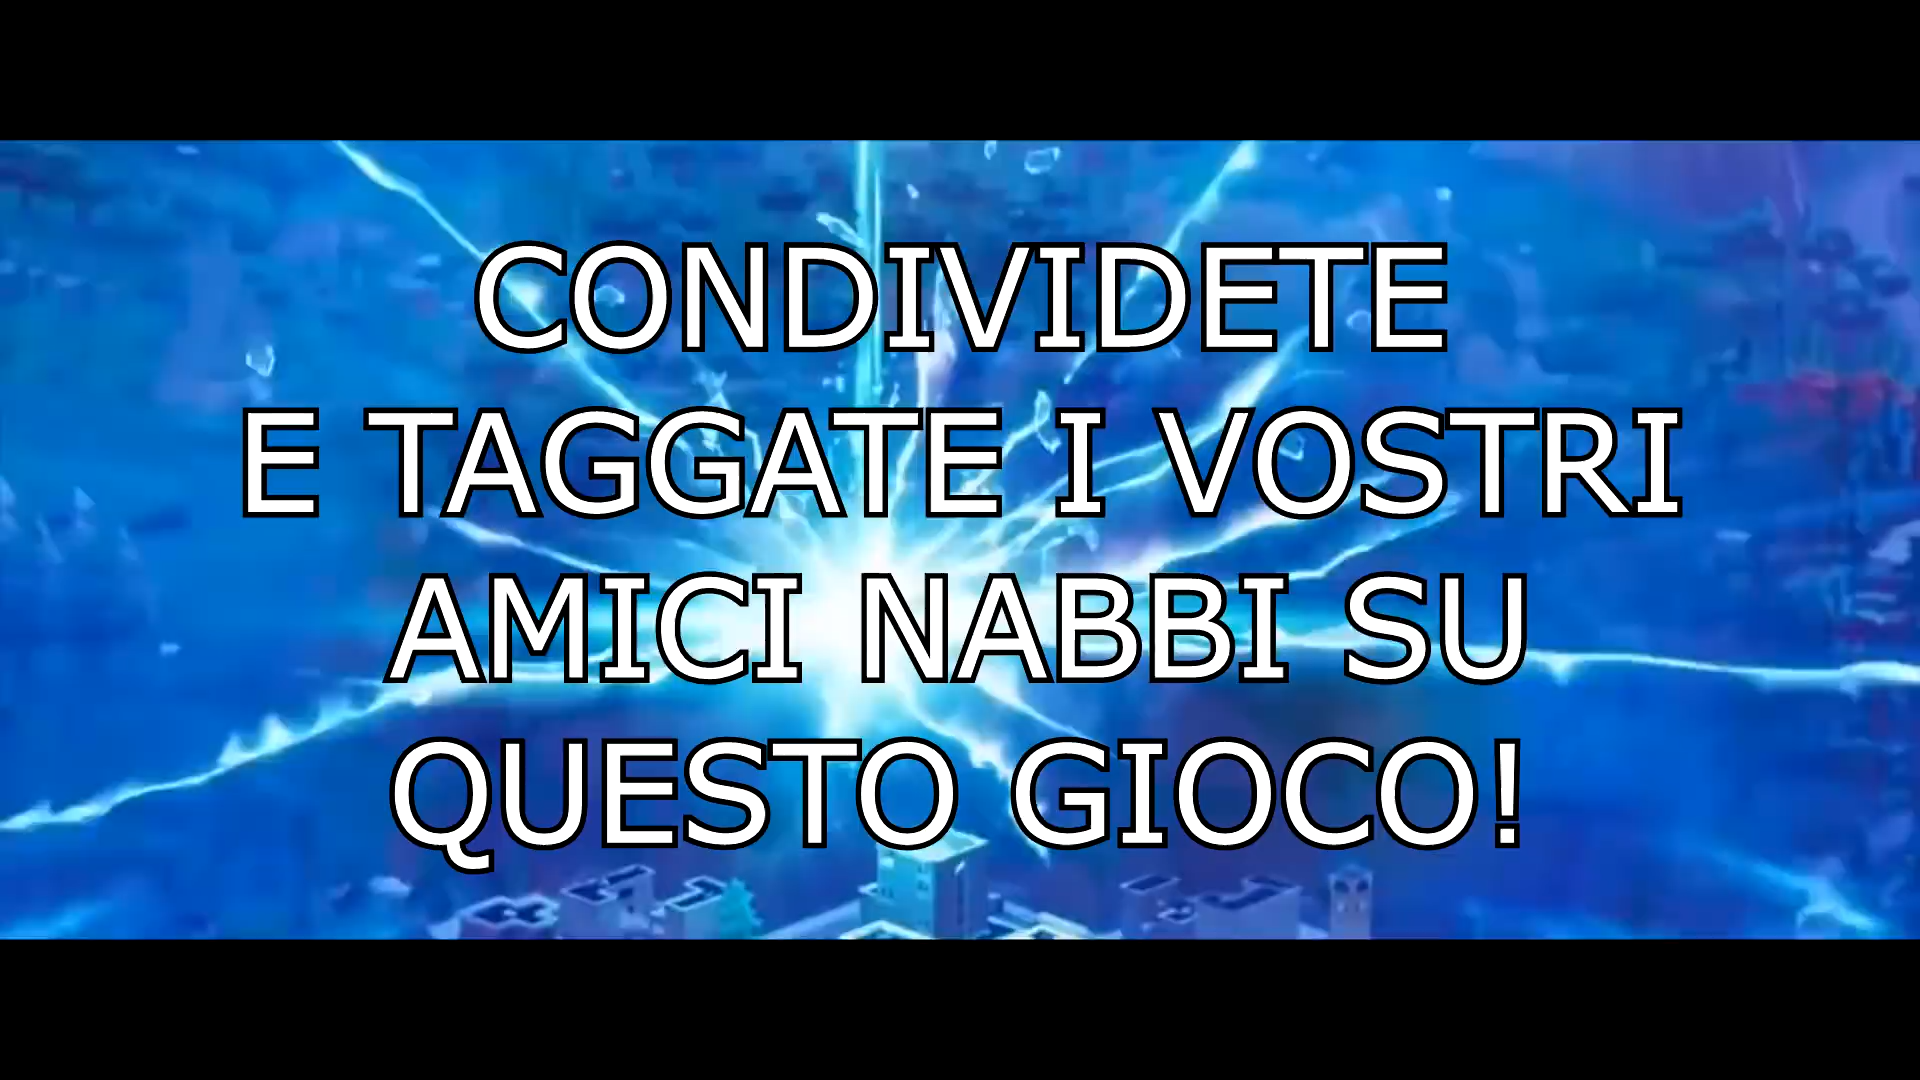 CONDIVIDETE
E TAGGATE I VOSTRI
AMICI NABBI SU
QUESTO GIOCO!